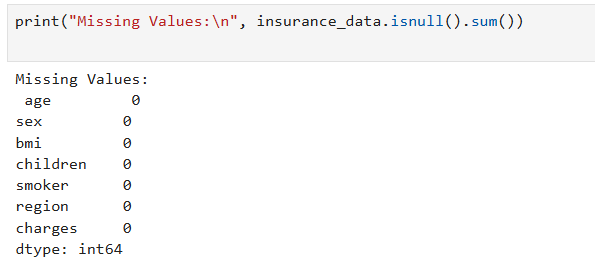 print("Missing Values:\n", insurance_data.isnull().sum())
Missing Values:
 age         0
sex         0
bmi         0
children    0
smoker      0
region      0
charges     0
dtype: int64